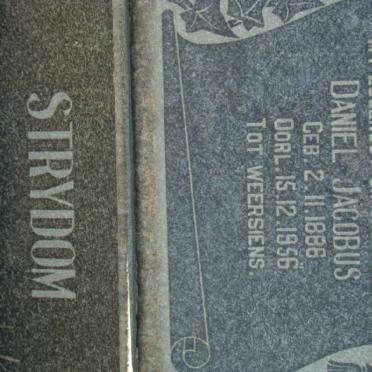 STRYDOM
DANIEL JACOBUS
GEB. 2.11.1886
OORL. 15.12.1956
TOT WEERSIENS.